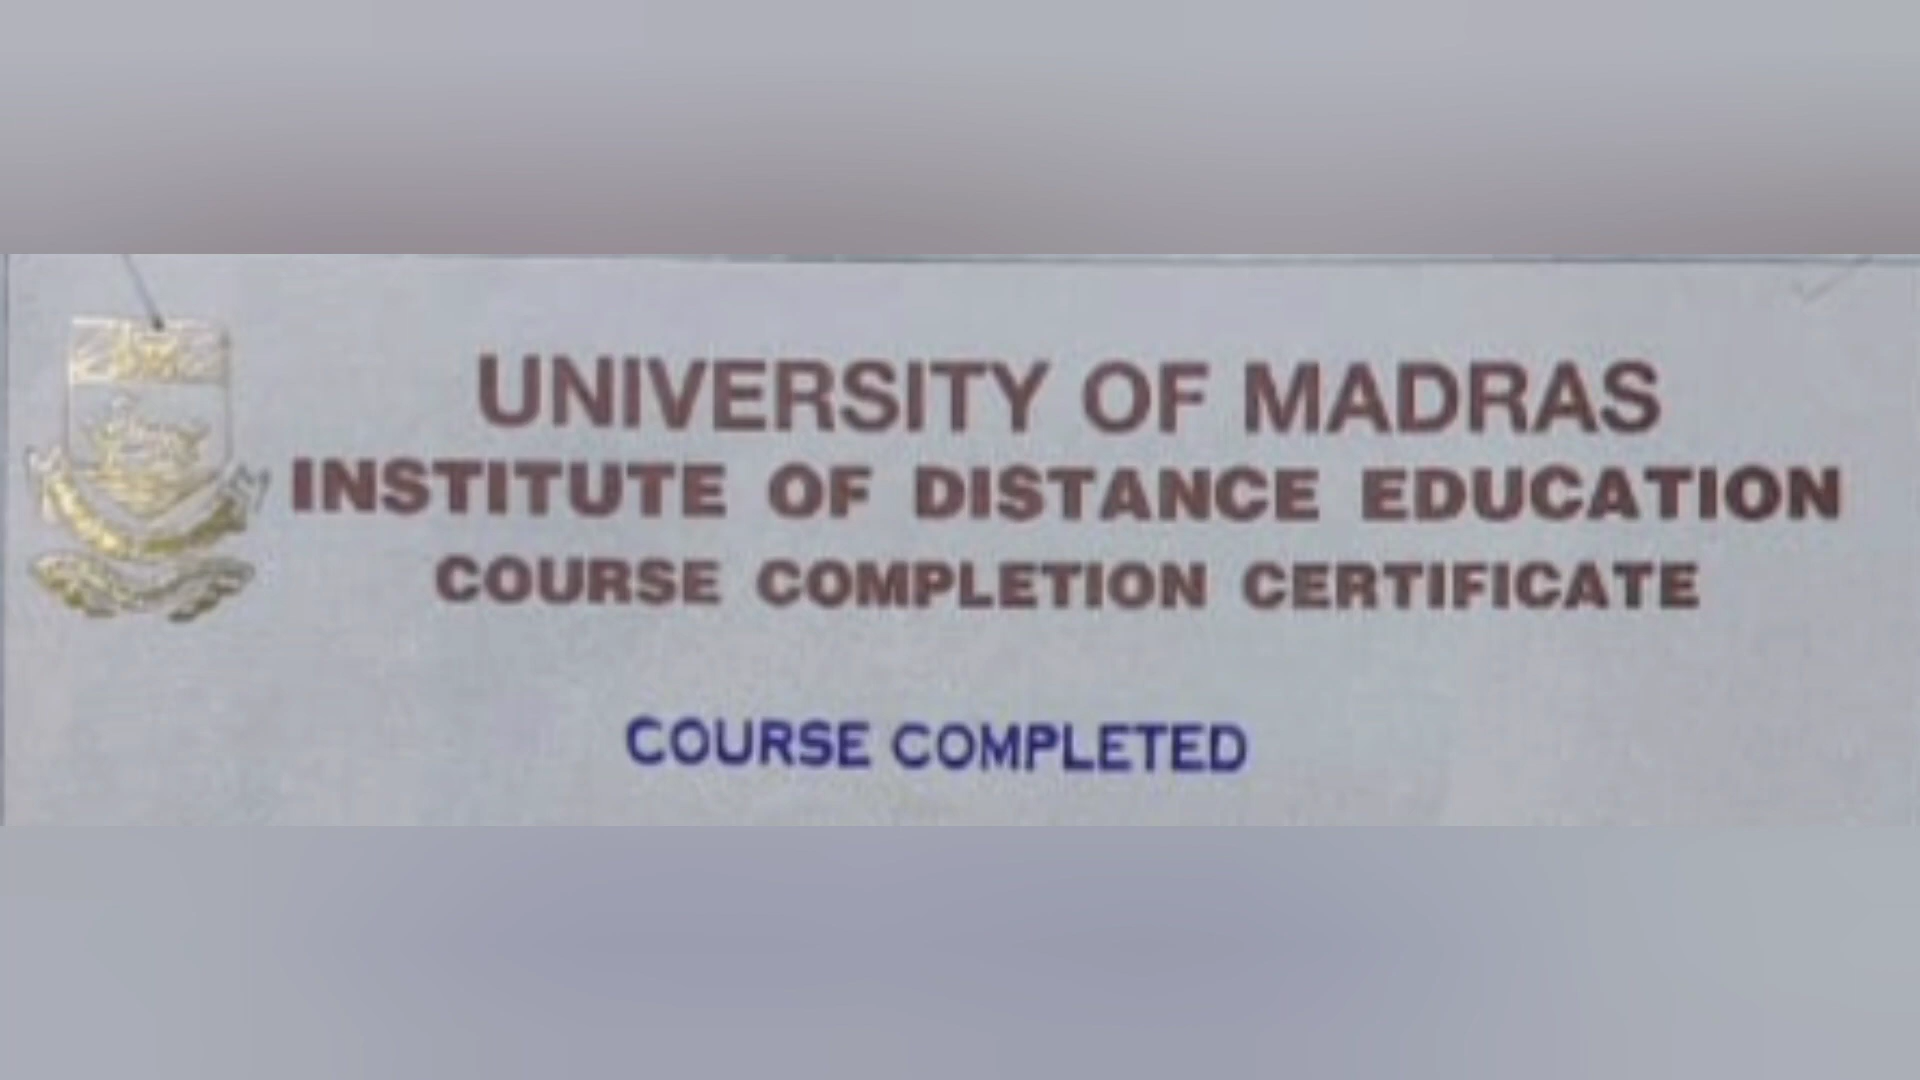 UNIVERSITY OF MADRAS
INSTITUTE OF DISTANCE EDUCATION
COURSE COMPLETION CERTIFICATE
COURSE COMPLETED